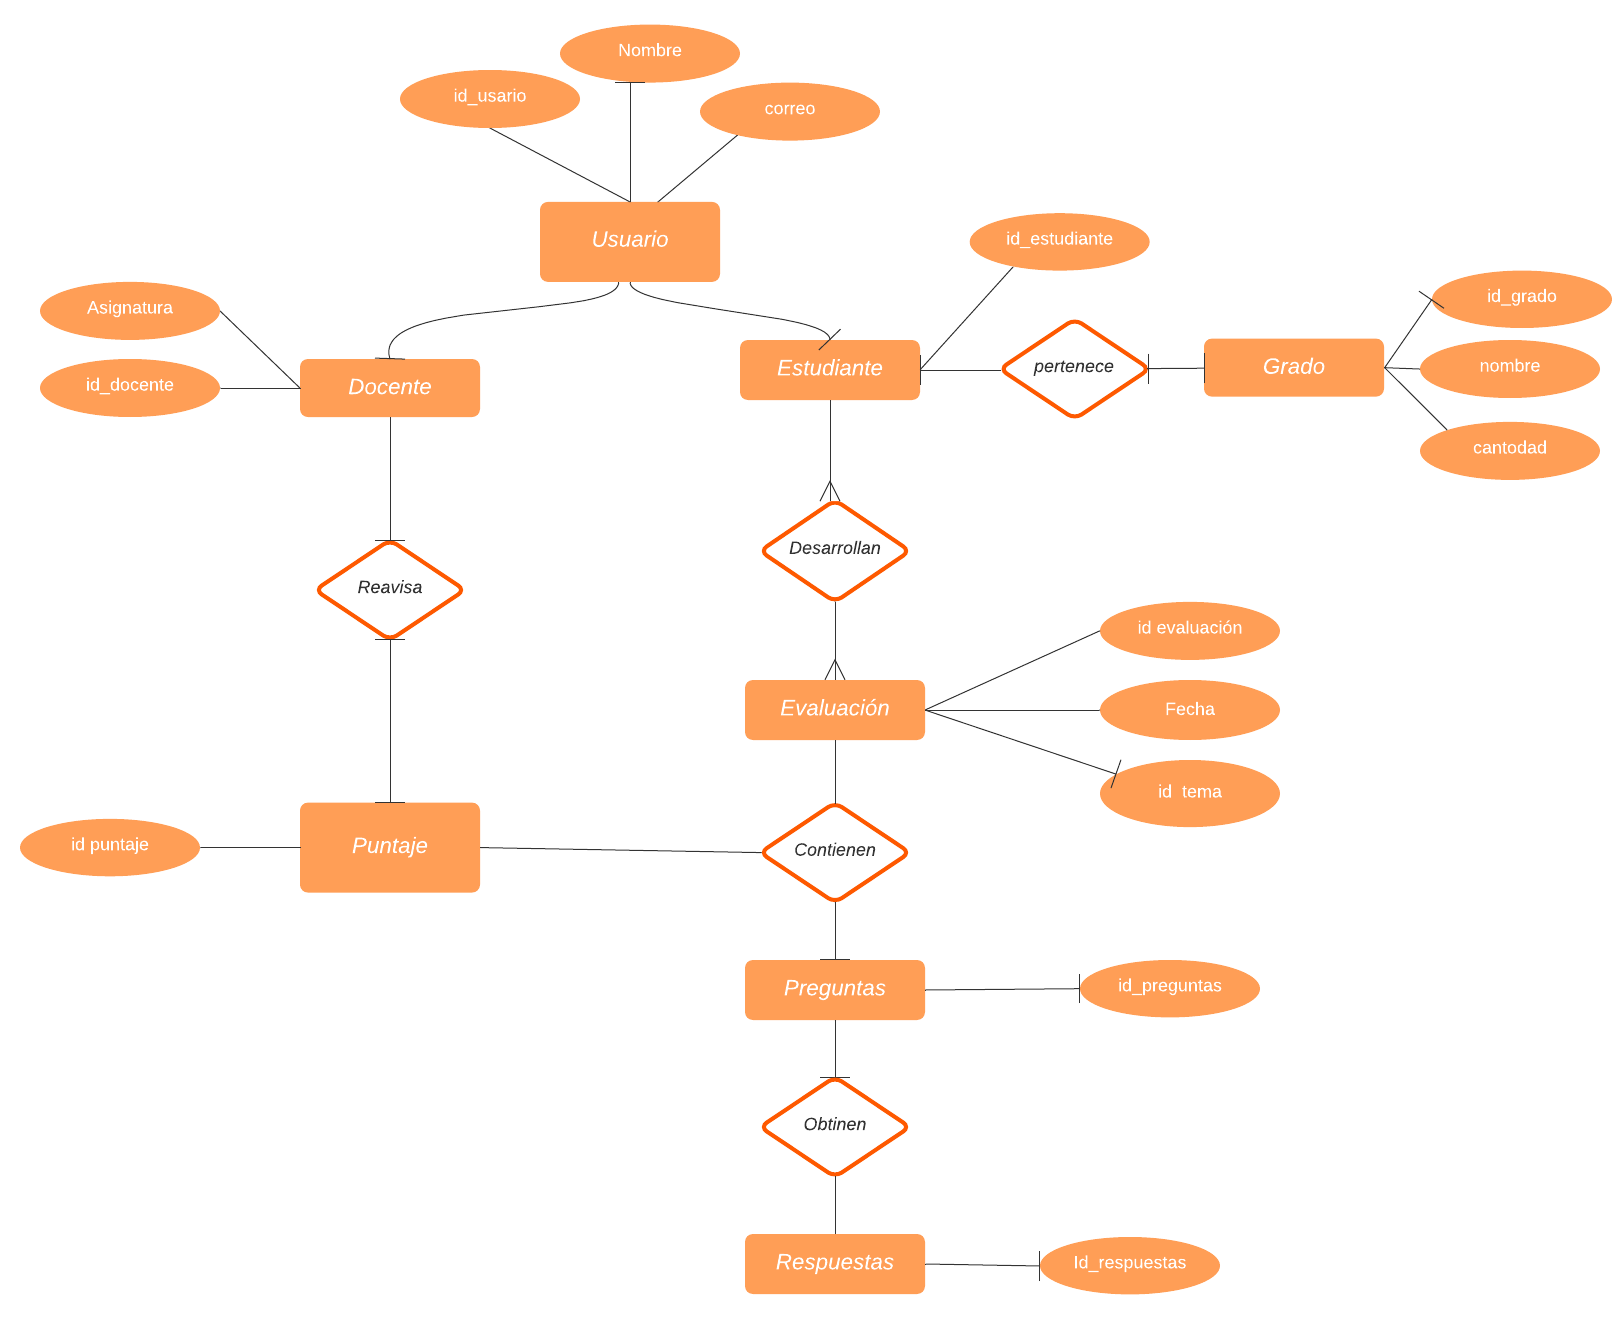 Nombre
id_usario
correo
Usuario
id_estudiante
Asignatura
id_grado
id_docente
Docente
Estudiante
pertenece
Grado
nombre
cantodad
Desarrollan
Reavisa
id evaluación
Evaluación
Fecha
id  tema
id puntaje
Puntaje
Contienen
Preguntas
id_preguntas
Obtinen
Respuestas
Id_respuestas